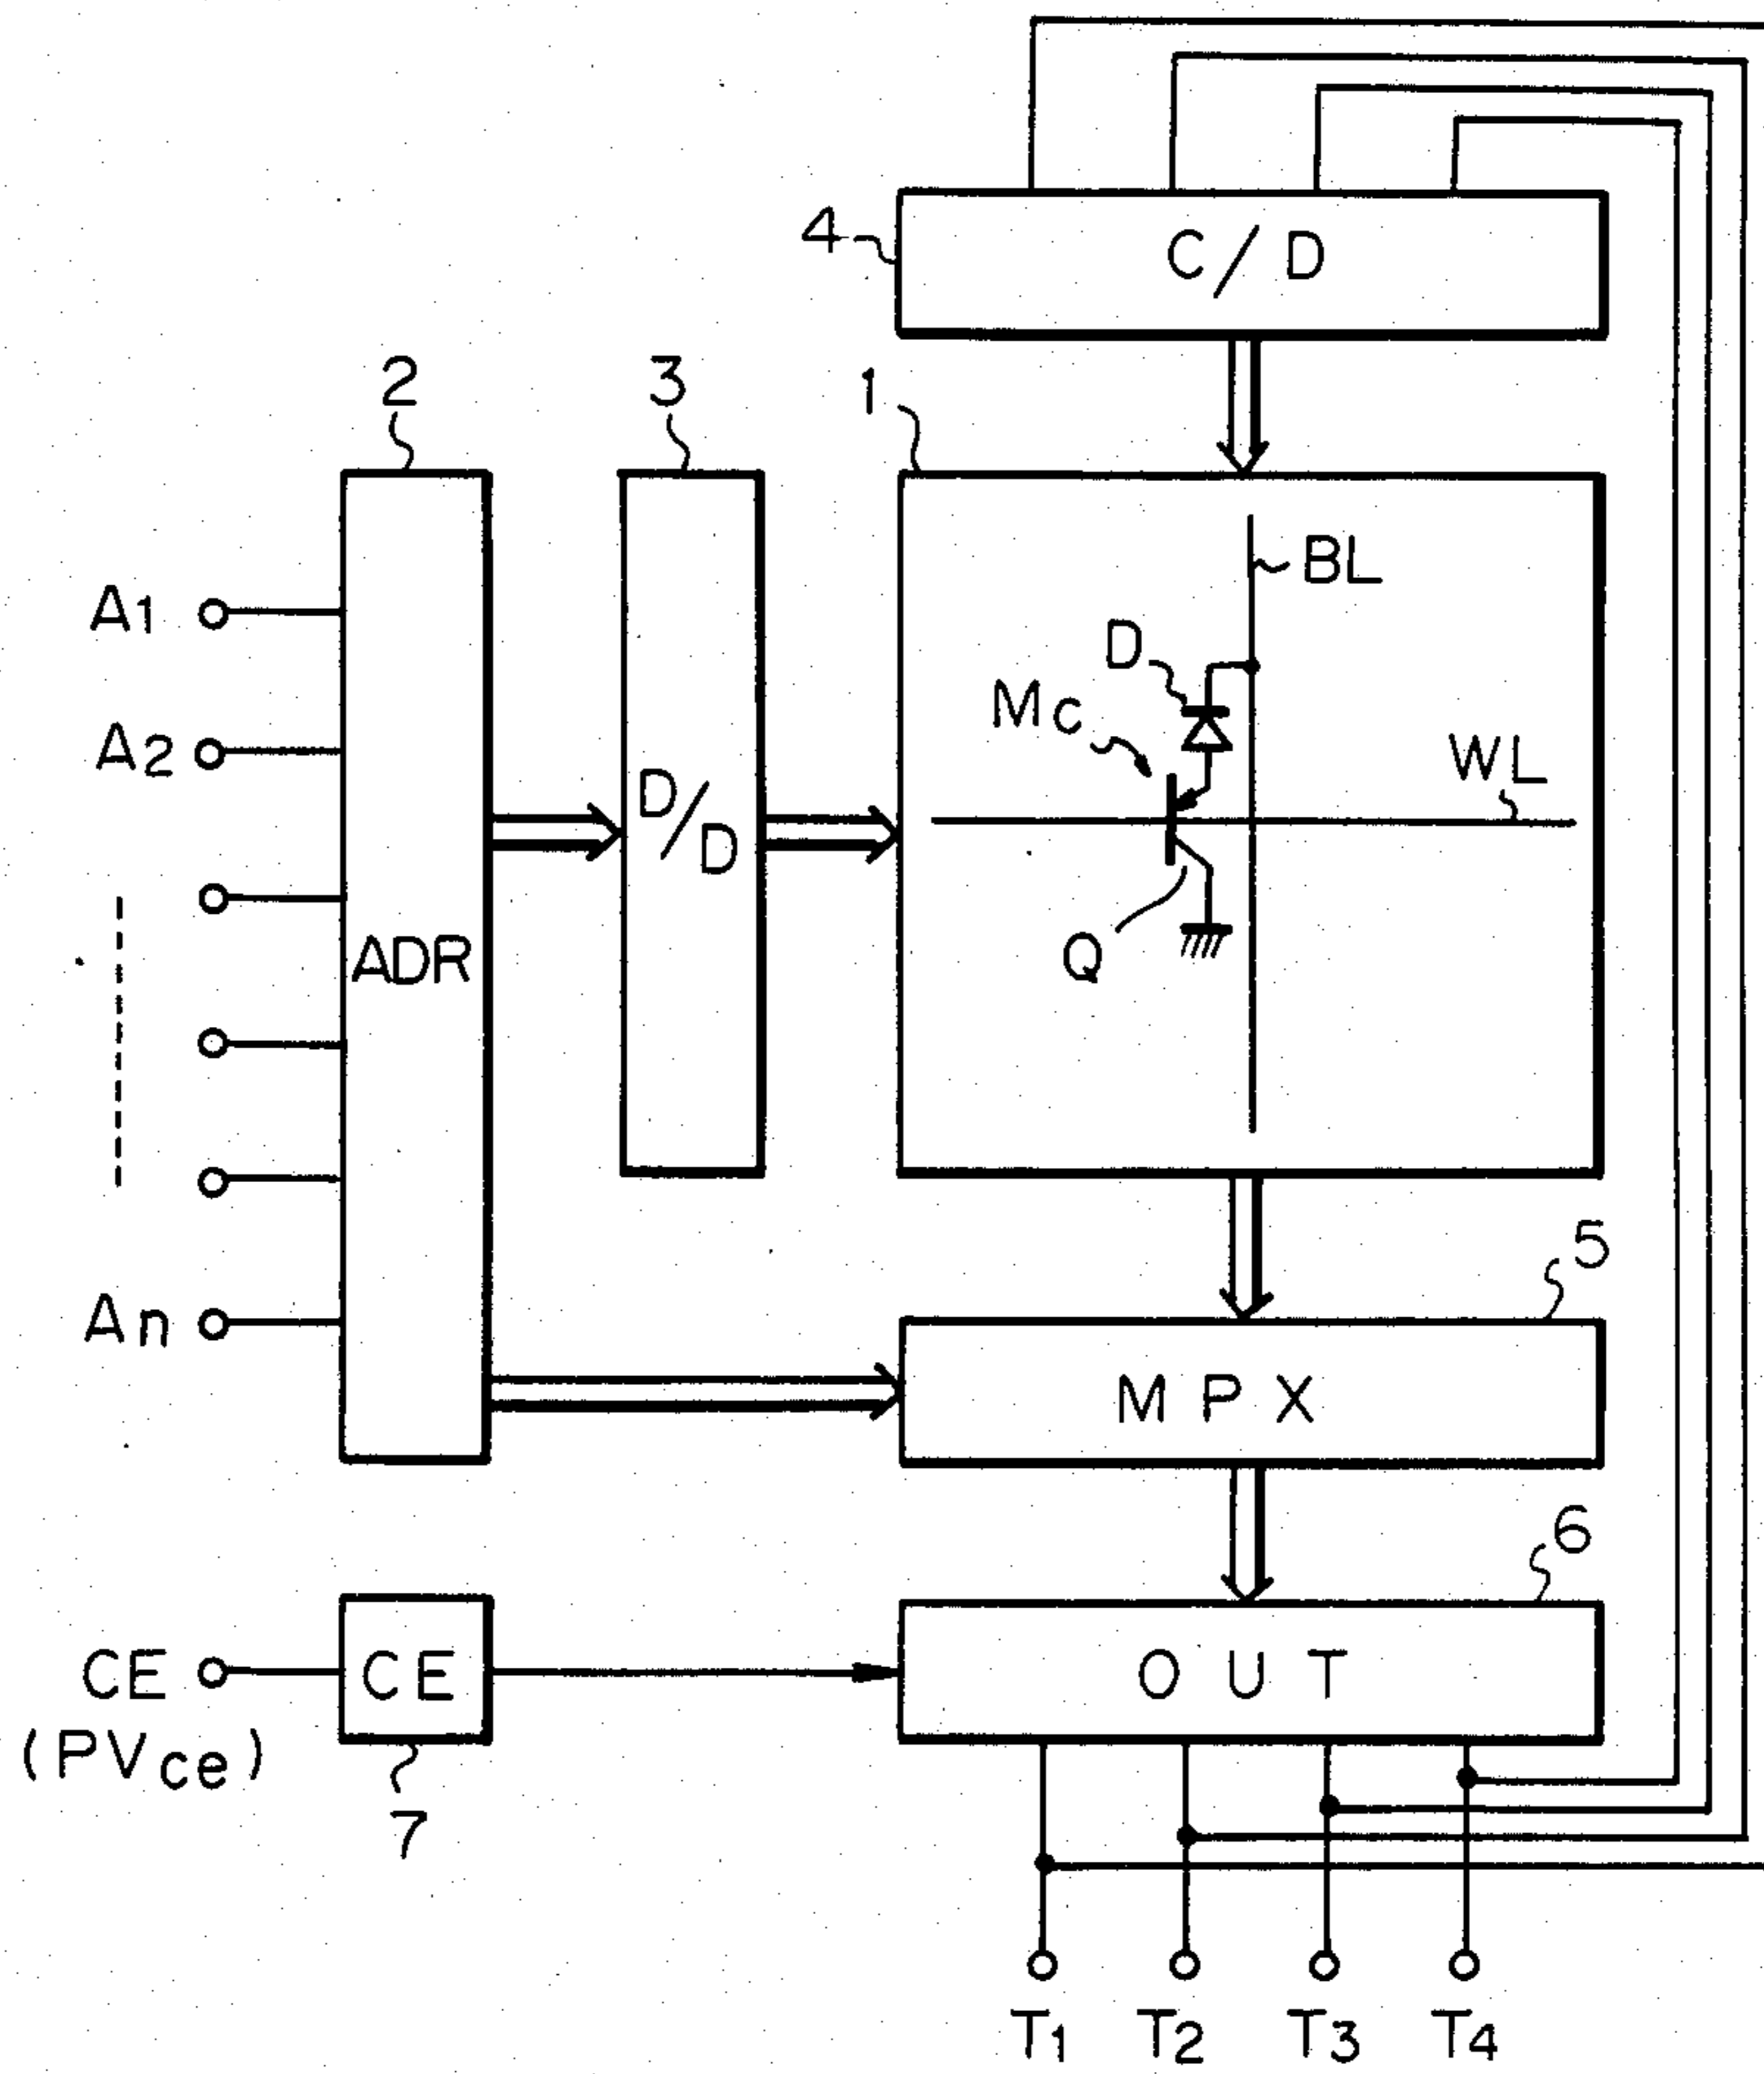 4
C/D
2
3
1
A1
A2
An
ADR
D/D
BL
D
Mc
WL
Q
5
MPX
6
CE
(PVce)
CE
7
OUT
T1
T2
T3
T4